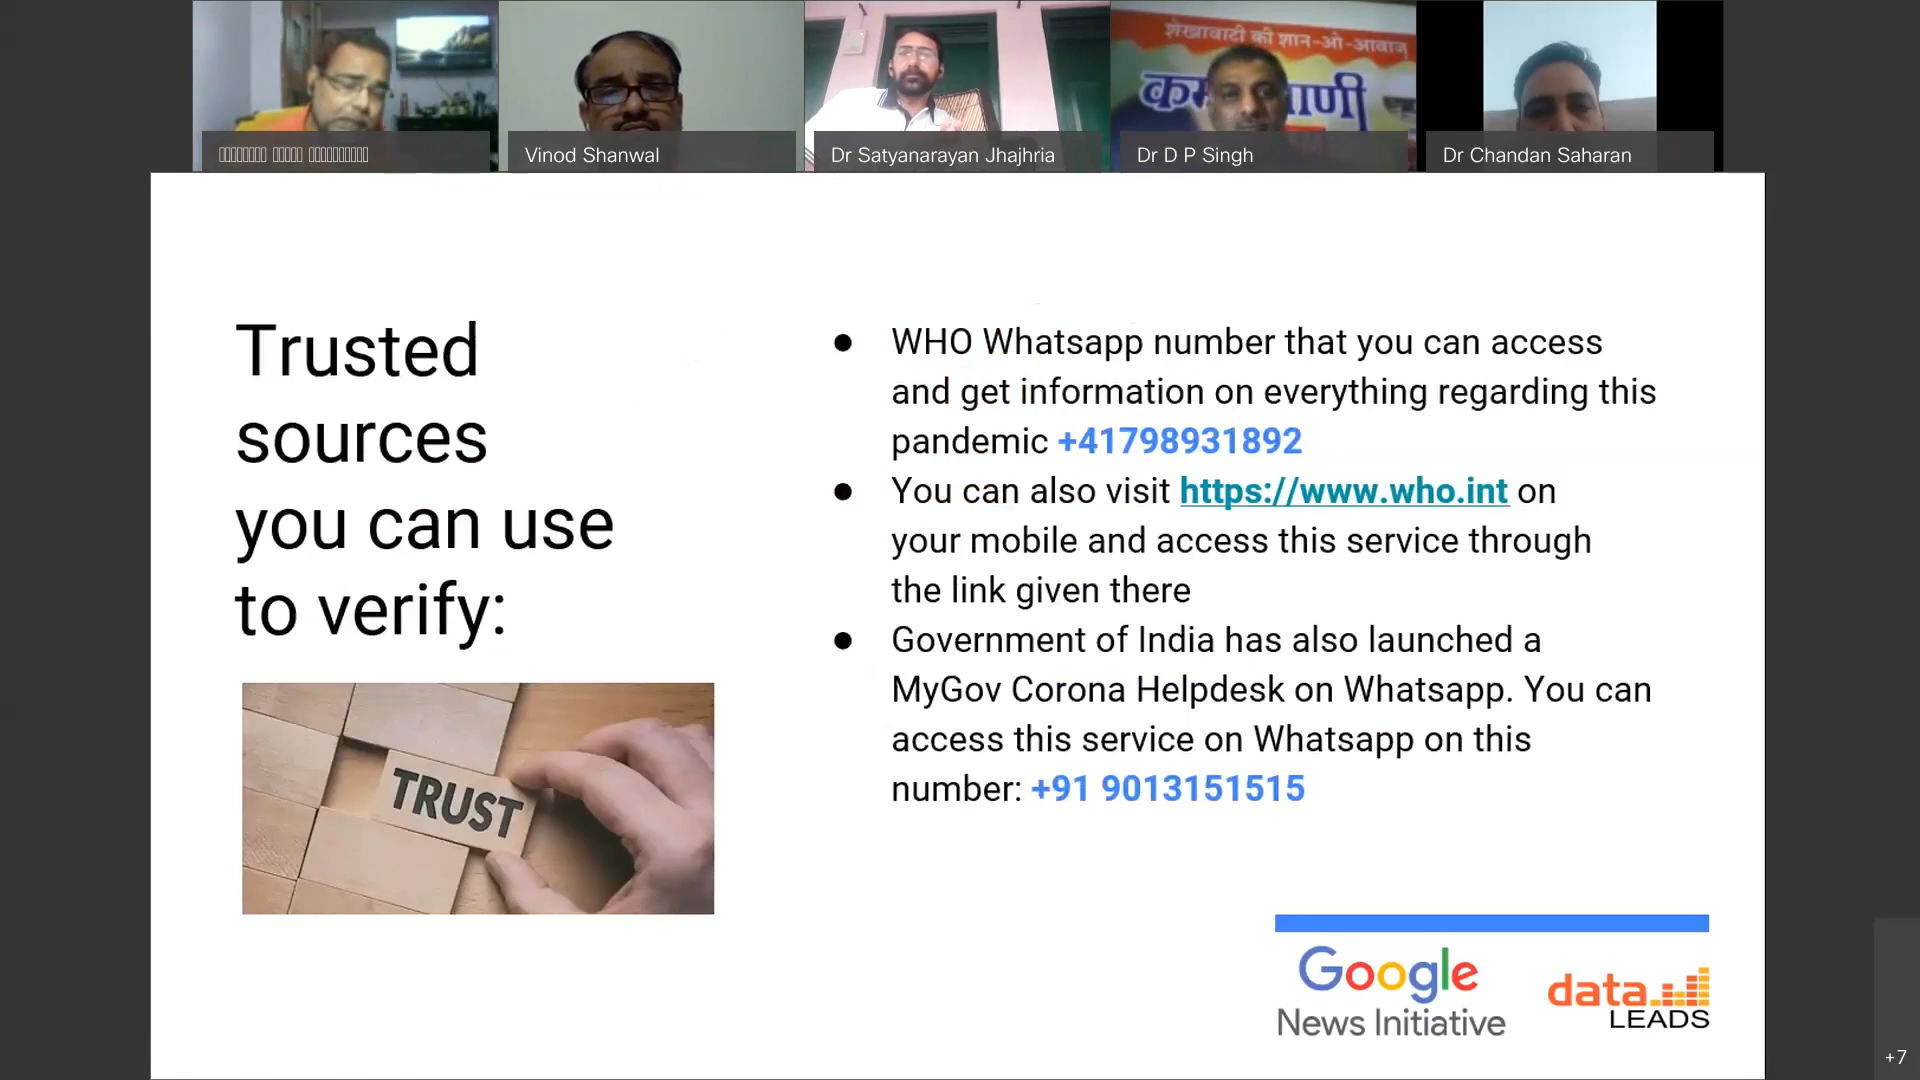 शेखावाटी की शान-ओ-आवाज़
Vinod Shanwal
Dr Satyanarayan Jhajhria
Dr D P Singh
Dr Chandan Saharan
Trusted
sources
you can use
to verify:
TRUST
● WHO Whatsapp number that you can access
and get information on everything regarding this
pandemic +41798931892
● You can also visit https://www.who.int on
your mobile and access this service through
the link given there
● Government of India has also launched a
MyGov Corona Helpdesk on Whatsapp. You can
access this service on Whatsapp on this
number: +91 9013151515
Google
News Initiative
data
LEADS
+7